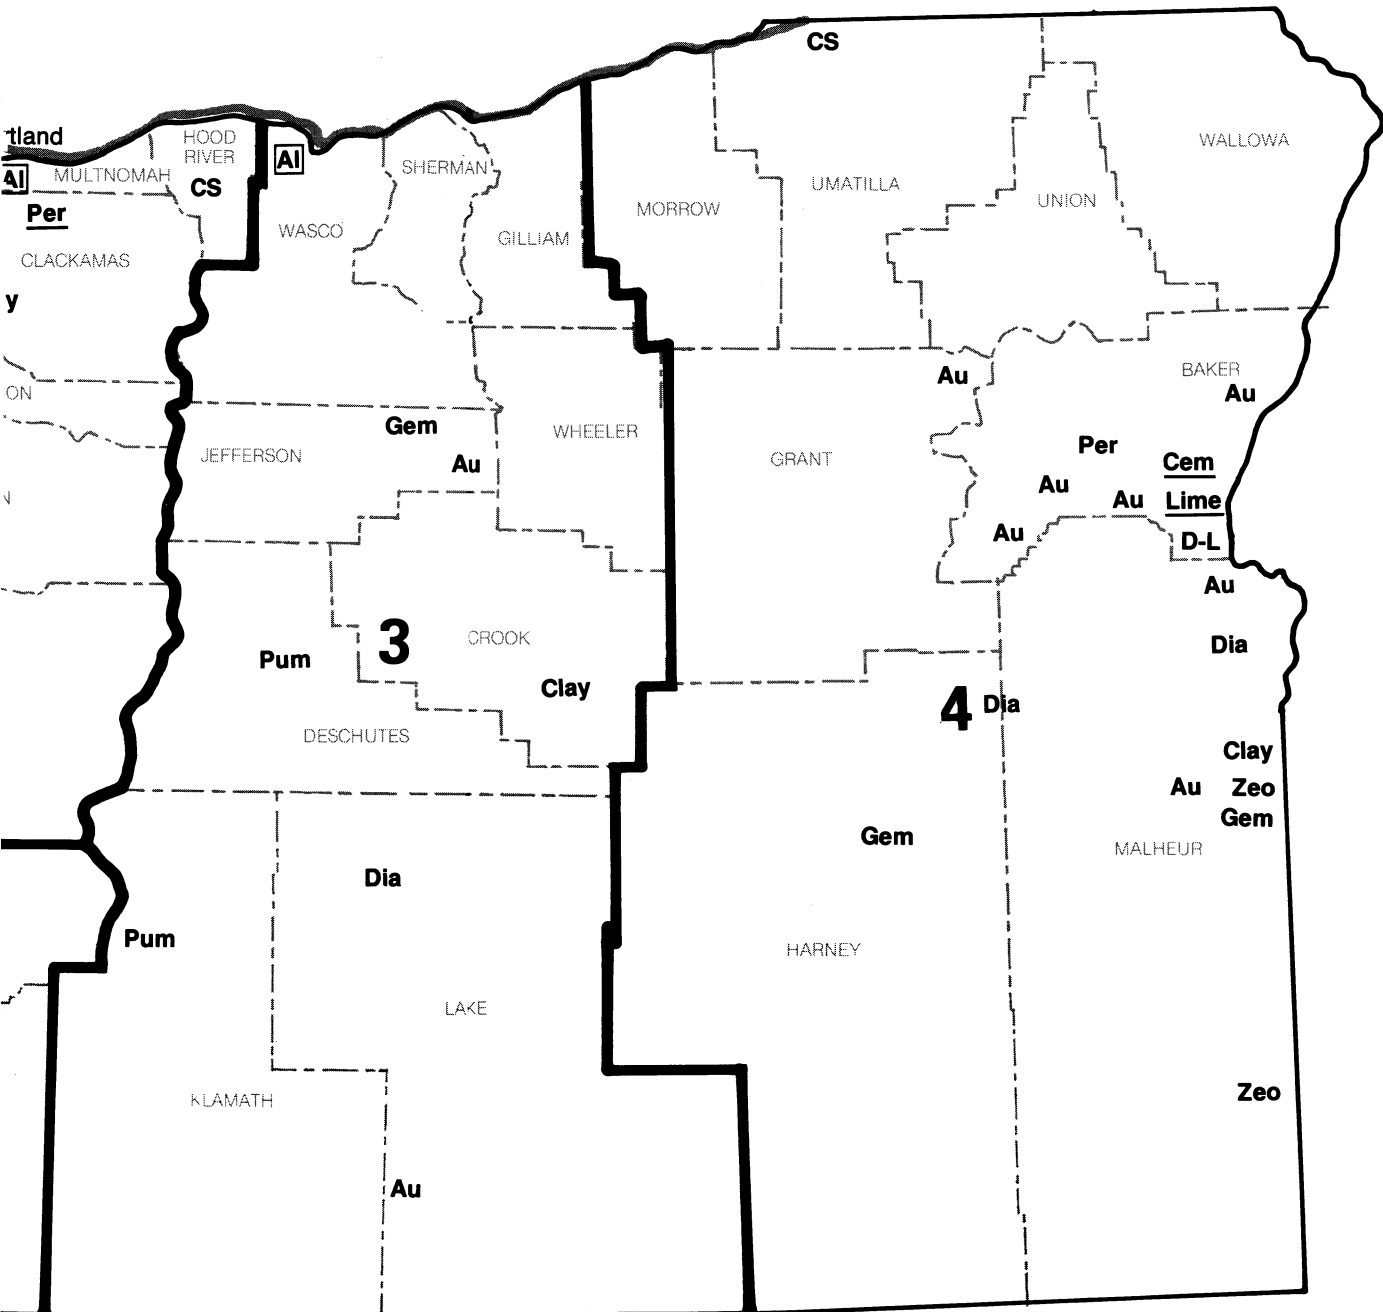 CS
tland
HOOD
RIVER
Al
WALLOWA
SHERMAN
MULTNOMAH
Al
CS
UMATILLA
UNION
MORROW
Per
WASCO
GILLIAM
CLACKAMAS
y
BAKER
Au
Au
ON
Gem
WHEELER
Per
JEFFERSON
Au
GRANT
Cem
Au
Au
Lime
N
Au
D-L
Au
3
CROOK
Dia
Pum
Clay
4
Dia
DESCHUTES
Clay
Au
Zeo
Gem
Gem
MALHEUR
Dia
Pum
HARNEY
LAKE
KLAMATH
Zeo
Au